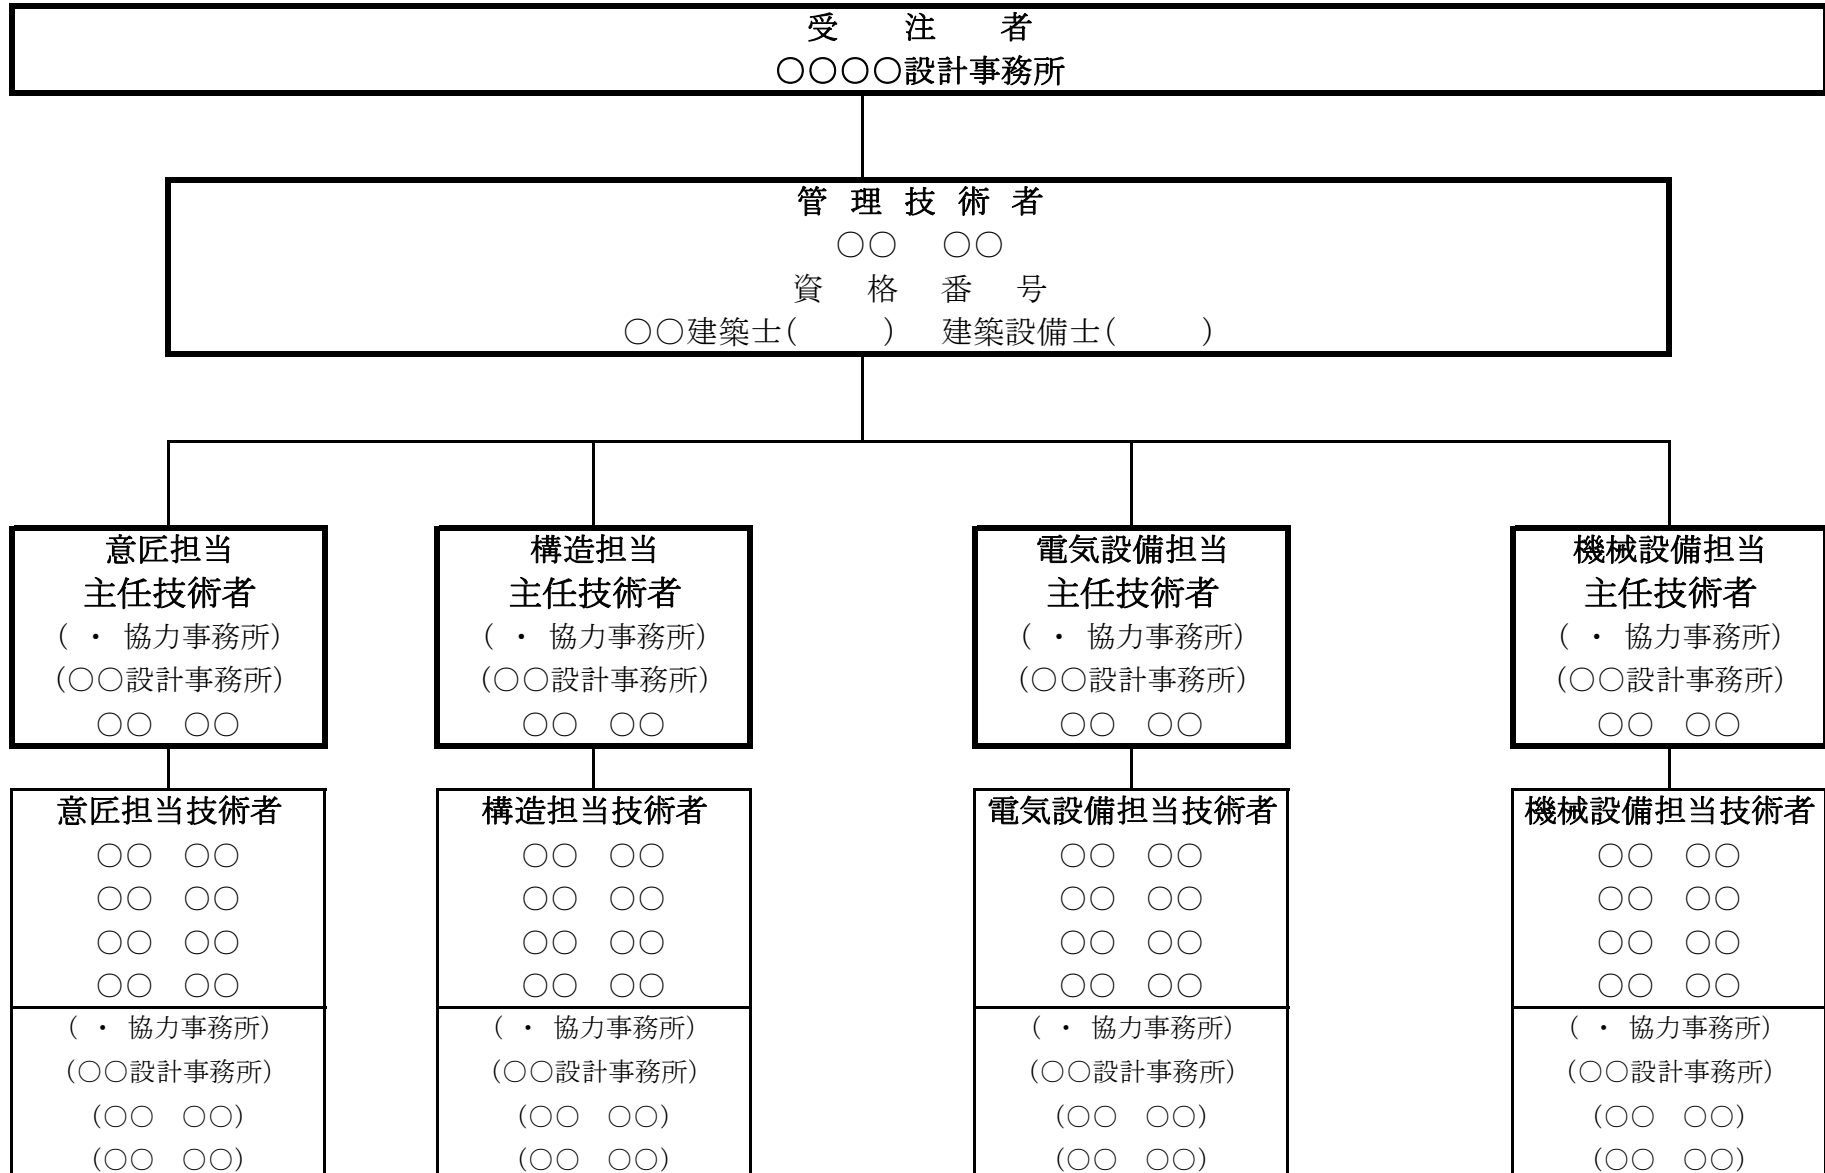 受　注　者
○○○○設計事務所
管 理 技 術 者
○○　○○
資　格　番　号
○○建築士(　　　)　建築設備士(　　　)
意匠担当
主任技術者
( ・ 協力事務所)
(○○設計事務所)
○○　○○
構造担当
主任技術者
( ・ 協力事務所)
(○○設計事務所)
○○　○○
電気設備担当
主任技術者
( ・ 協力事務所)
(○○設計事務所)
○○　○○
機械設備担当
主任技術者
( ・ 協力事務所)
(○○設計事務所)
○○　○○
意匠担当技術者
○○　○○
○○　○○
○○　○○
○○　○○
( ・ 協力事務所)
(○○設計事務所)
(○○　○○)
(○○　○○)
構造担当技術者
○○　○○
○○　○○
○○　○○
○○　○○
( ・ 協力事務所)
(○○設計事務所)
(○○　○○)
(○○　○○)
電気設備担当技術者
○○　○○
○○　○○
○○　○○
○○　○○
( ・ 協力事務所)
(○○設計事務所)
(○○　○○)
(○○　○○)
機械設備担当技術者
○○　○○
○○　○○
○○　○○
○○　○○
( ・ 協力事務所)
(○○設計事務所)
(○○　○○)
(○○　○○)